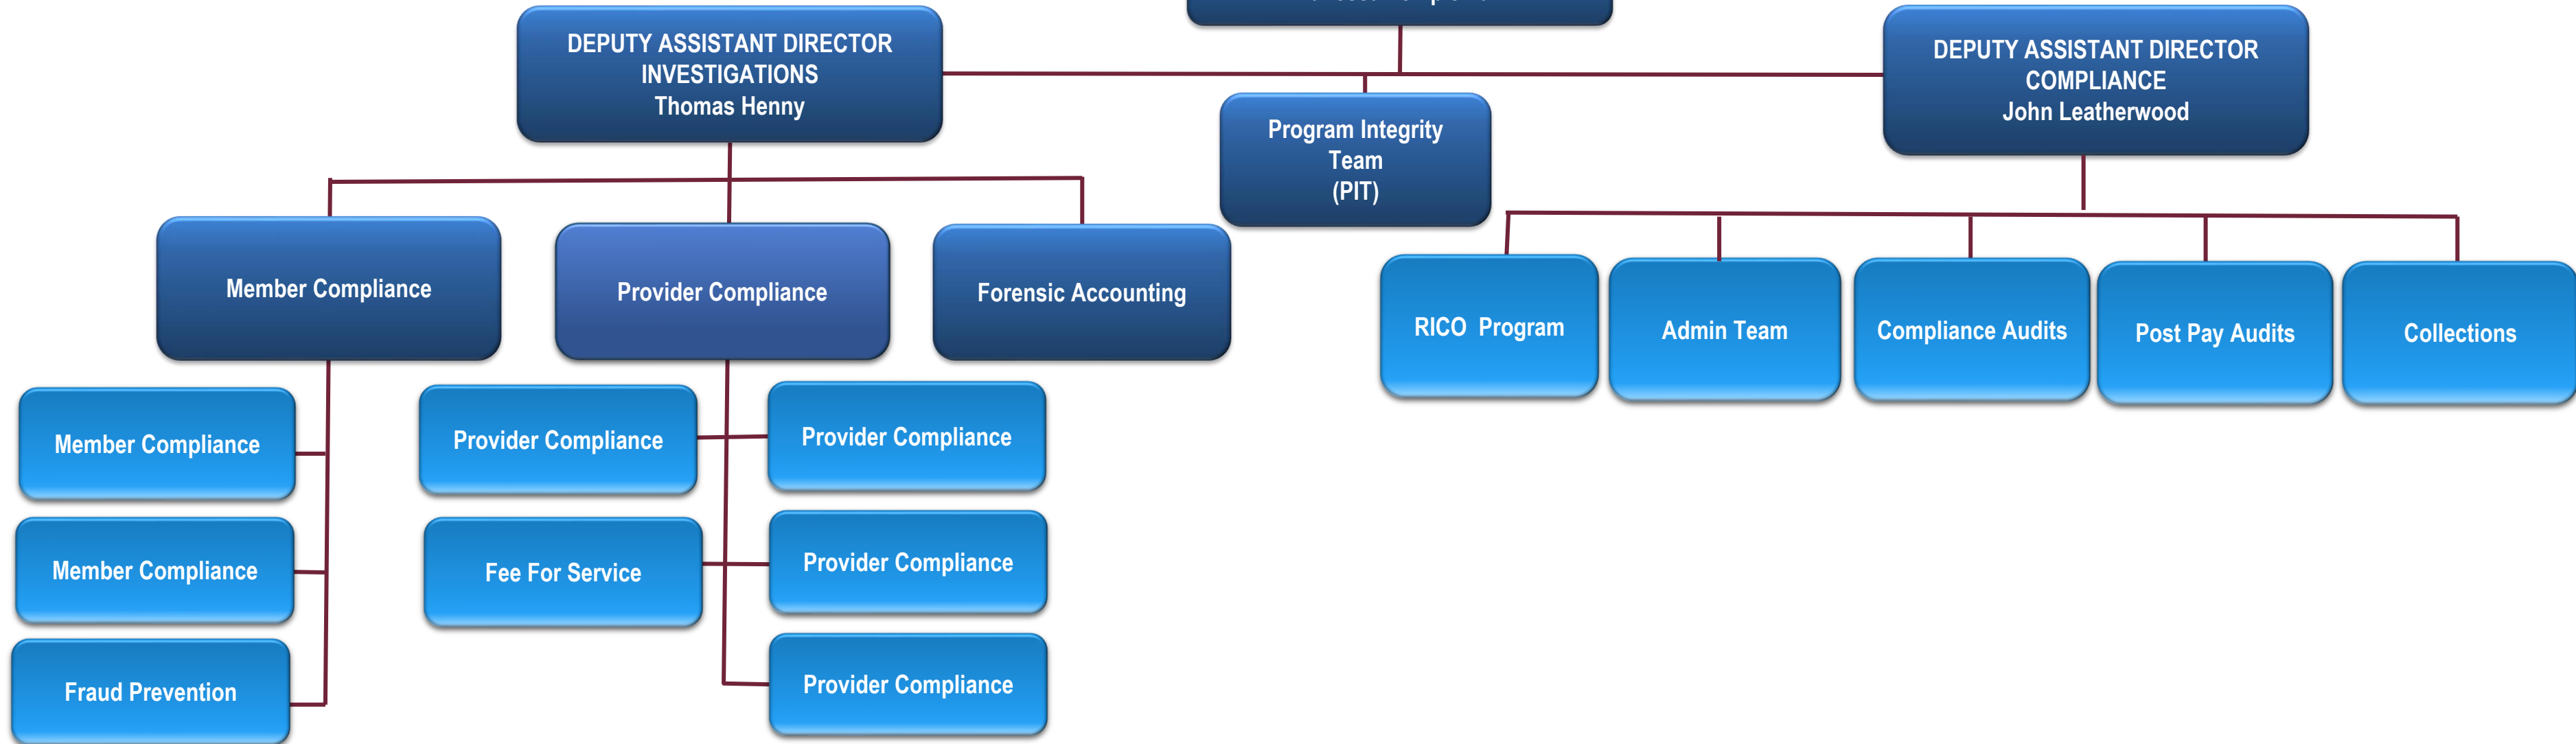 DEPUTY ASSISTANT DIRECTOR
INVESTIGATIONS
Thomas Henny
DEPUTY ASSISTANT DIRECTOR
COMPLIANCE
John Leatherwood
Program Integrity
Team
(PIT)
Member Compliance
Provider Compliance
Forensic Accounting
RICO  Program
Admin Team
Compliance Audits
Post Pay Audits
Collections
Member Compliance
Provider Compliance
Provider Compliance
Member Compliance
Fee For Service
Provider Compliance
Fraud Prevention
Provider Compliance